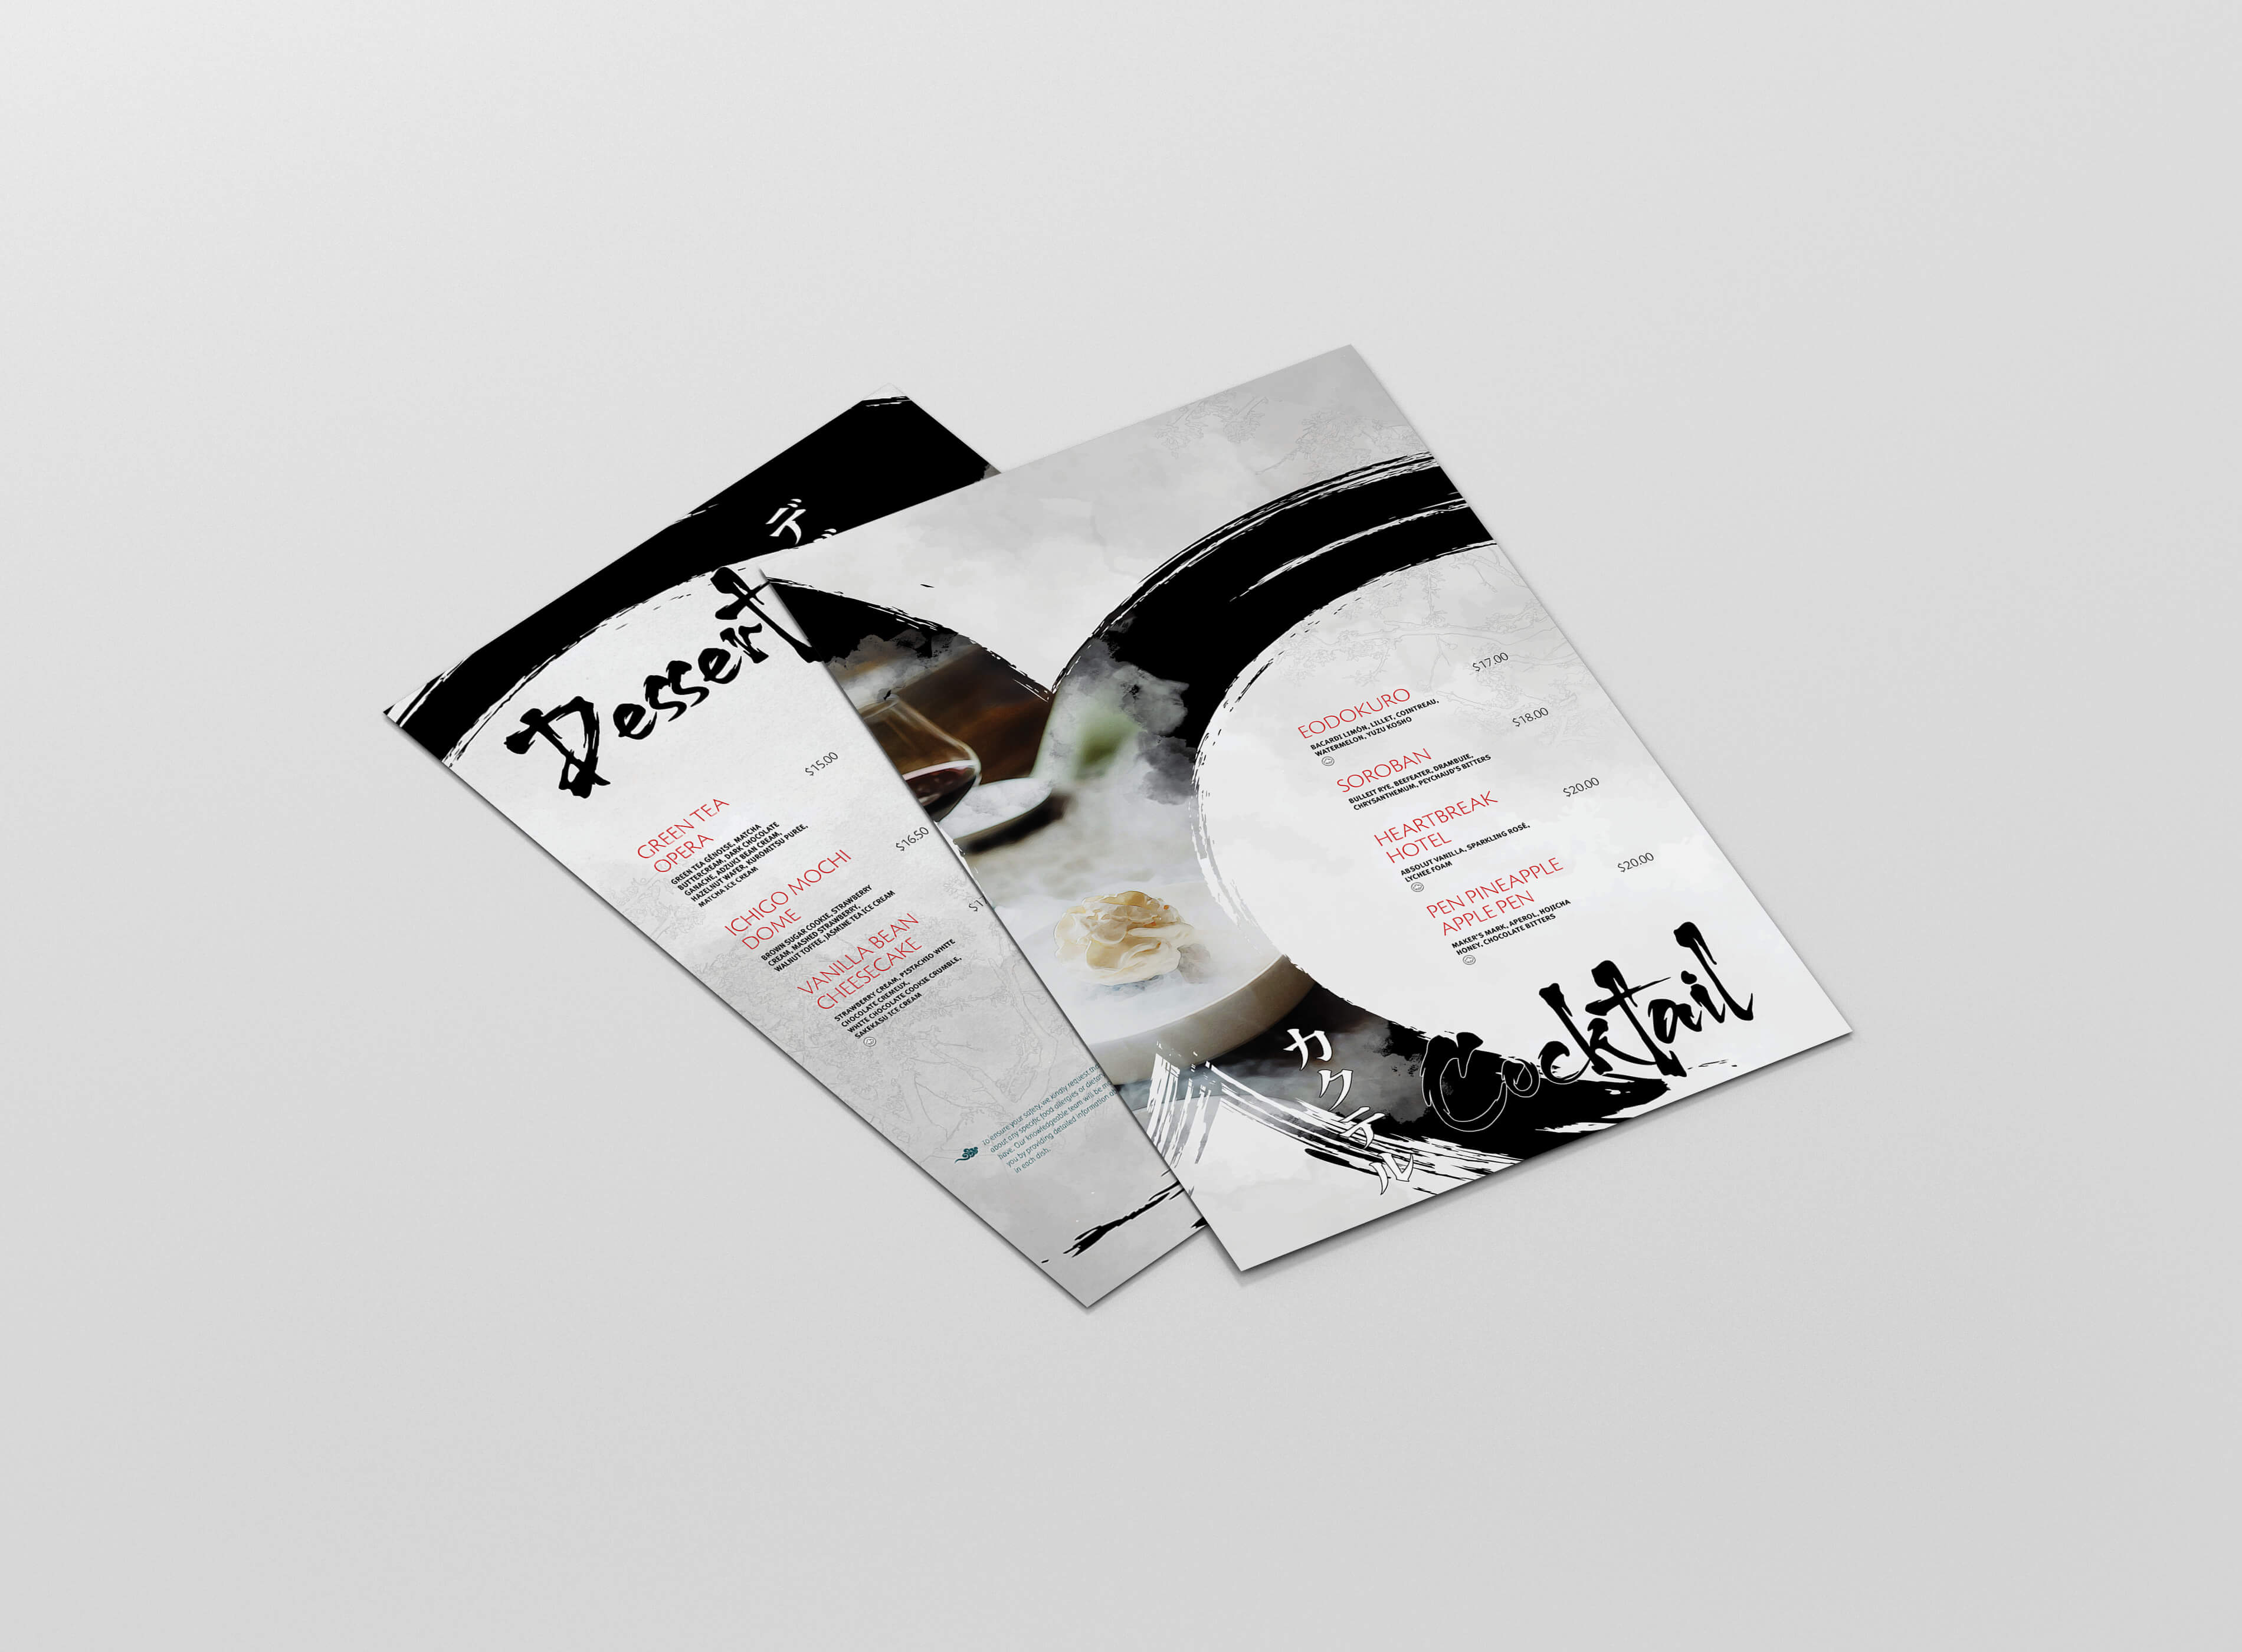 デ
Dessert
$15.00
GREEN TEA
OPERA
GREEN TEA GÉNOISE, MATCHA
BUTTERCREAM, DARK CHOCOLATE
GANACHE, ADZUKI BEAN CREAM,
HAZELNUT WAFER, KUROMITSU PURÉE,
MATCHA ICE CREAM
$16.50
ICHIGO MOCHI
DOME
BROWN SUGAR COOKIE, STRAWBERRY
CREAM, MASHED STRAWBERRY,
WALNUT TOFFEE, JASMINE TEA ICE CREAM
$1
VANILLA BEAN
CHEESECAKE
STRAWBERRY CREAM, PISTACHIO WHITE
CHOCOLATE CREMEUX,
WHITE CHOCOLATE COOKIE CRUMBLE,
SAKEKASU ICE CREAM
To ensure your safety, we kindly request
about any specific food allergies or
have. Our knowledgeable team will be
you by providing detailed information
in each dish.
$17.00
EODOKURO
BACARDI LIMÓN, LILLET, COINTREAU,
WATERMELON, YUZU KOSHO
$18.00
SOROBAN
BULLEIT RYE, BEEFEATER, DRAMBUIE,
CHRYSANTHEMUM, PEYCHAUD'S BITTERS
$20.00
HEARTBREAK
HOTEL
ABSOLUT VANILLA, SPARKLING ROSÉ,
LYCHEE FOAM
$20.00
PEN PINEAPPLE
APPLE PEN
MAKER'S MARK, APEROL, HOJICHA
HONEY, CHOCOLATE BITTERS
Cocktail
カクテル